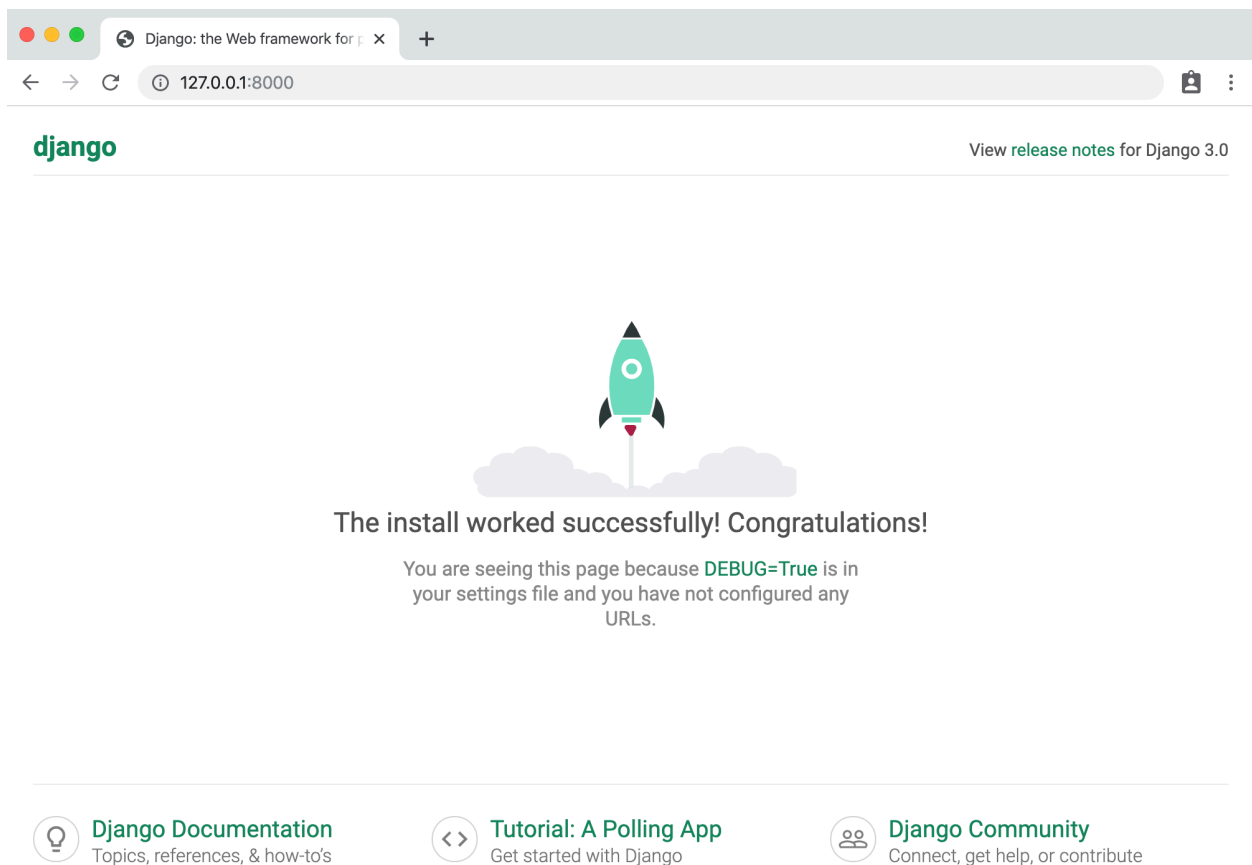 Django: the Web framework for p
127.0.0.1:8000
django
View release notes for Django 3.0
The install worked successfully! Congratulations!
You are seeing this page because DEBUG=True is in
your settings file and you have not configured any
URLs.
Django Documentation
Topics, references, & how-to's
Tutorial: A Polling App
Get started with Django
Django Community
Connect, get help, or contribute